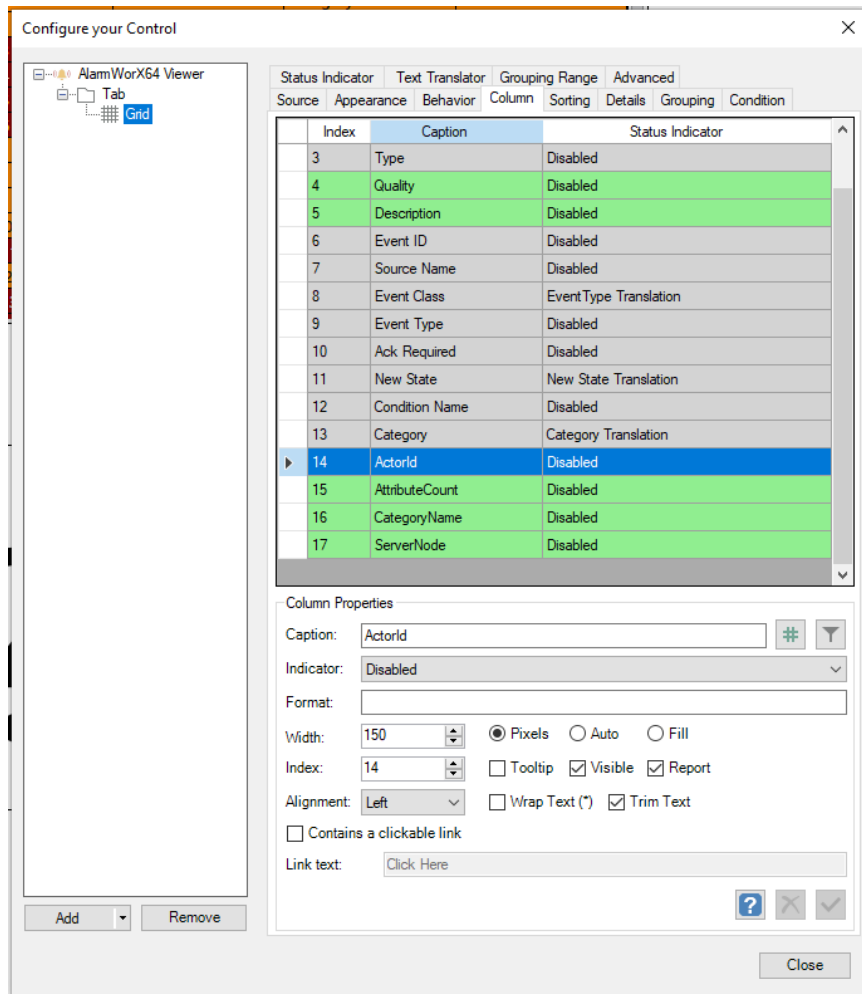 Configure your Control
AlarmWorX64 Viewer
Tab
Grid
Status Indicator Text Translator Grouping Range Advanced
Source Appearance Behavior Column Sorting Details Grouping Condition
Index Caption Status Indicator
3 Type Disabled
4 Quality Disabled
5 Description Disabled
6 Event ID Disabled
7 Source Name Disabled
8 Event Class EventType Translation
9 Event Type Disabled
10 Ack Required Disabled
11 New State New State Translation
12 Condition Name Disabled
13 Category Category Translation
14 ActorId Disabled
15 AttributeCount Disabled
16 CategoryName Disabled
17 ServerNode Disabled
Column Properties
Caption: ActorId
Indicator: Disabled
Format:
Width: 150 Pixels Auto Fill
Index: 14 Tooltip Visible Report
Alignment: Left Wrap Text (*) Trim Text
Contains a clickable link
Link text: Click Here
Add Remove
Close